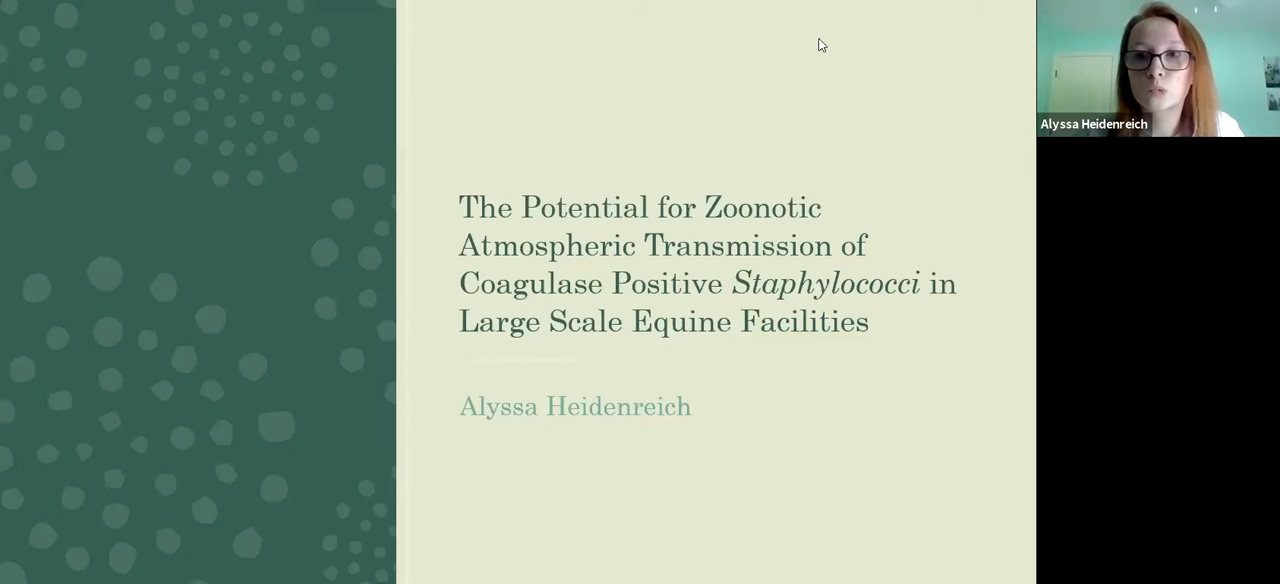 The Potential for Zoonotic
Atmospheric Transmission of
Coagulase Positive Staphylococci in
Large Scale Equine Facilities
Alyssa Heidenreich
Alyssa Heidenreich